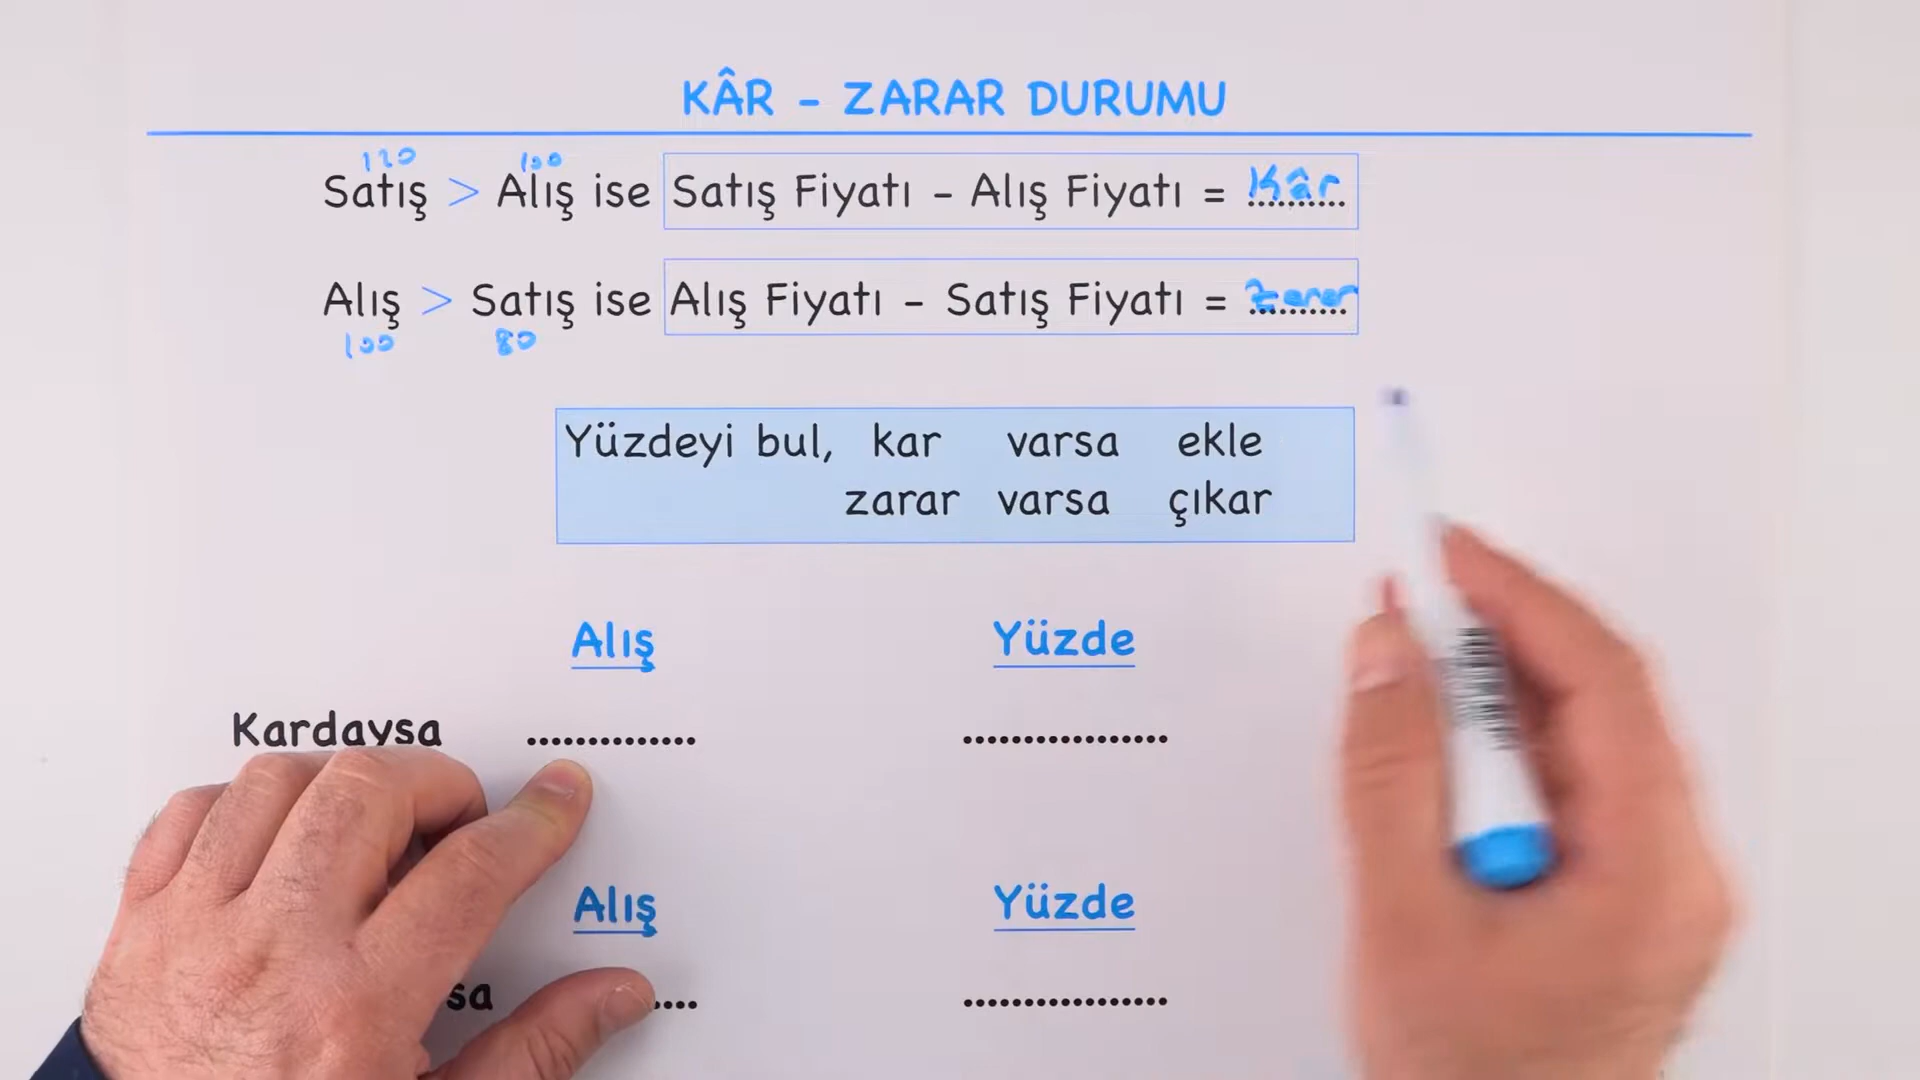 KÂR - ZARAR DURUMU
120 100
Satış > Alış ise Satış Fiyatı - Alış Fiyatı = Kâr
Alış > Satış ise Alış Fiyatı - Satış Fiyatı = Zarar
100 80
Yüzdeyi bul, kar varsa ekle
zarar varsa çıkar
Alış Yüzde
Kardaysa .............. .................
Alış Yüzde
sa .... .................